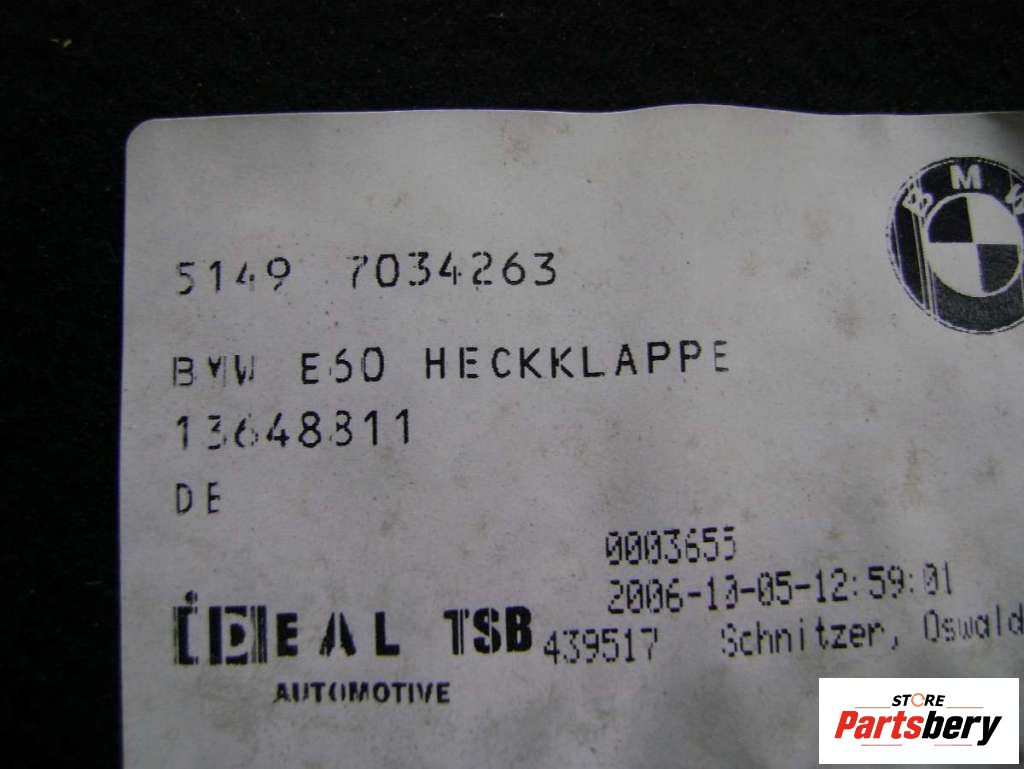 BMW
5149 7034263
BMW E60 HECKKLAPPE
13648811
DE
0003655
2006-10-05-12:59:01
iDEAL TSB 439517 Schnitzer, Oswald
AUTOMOTIVE
STORE
Partsbery